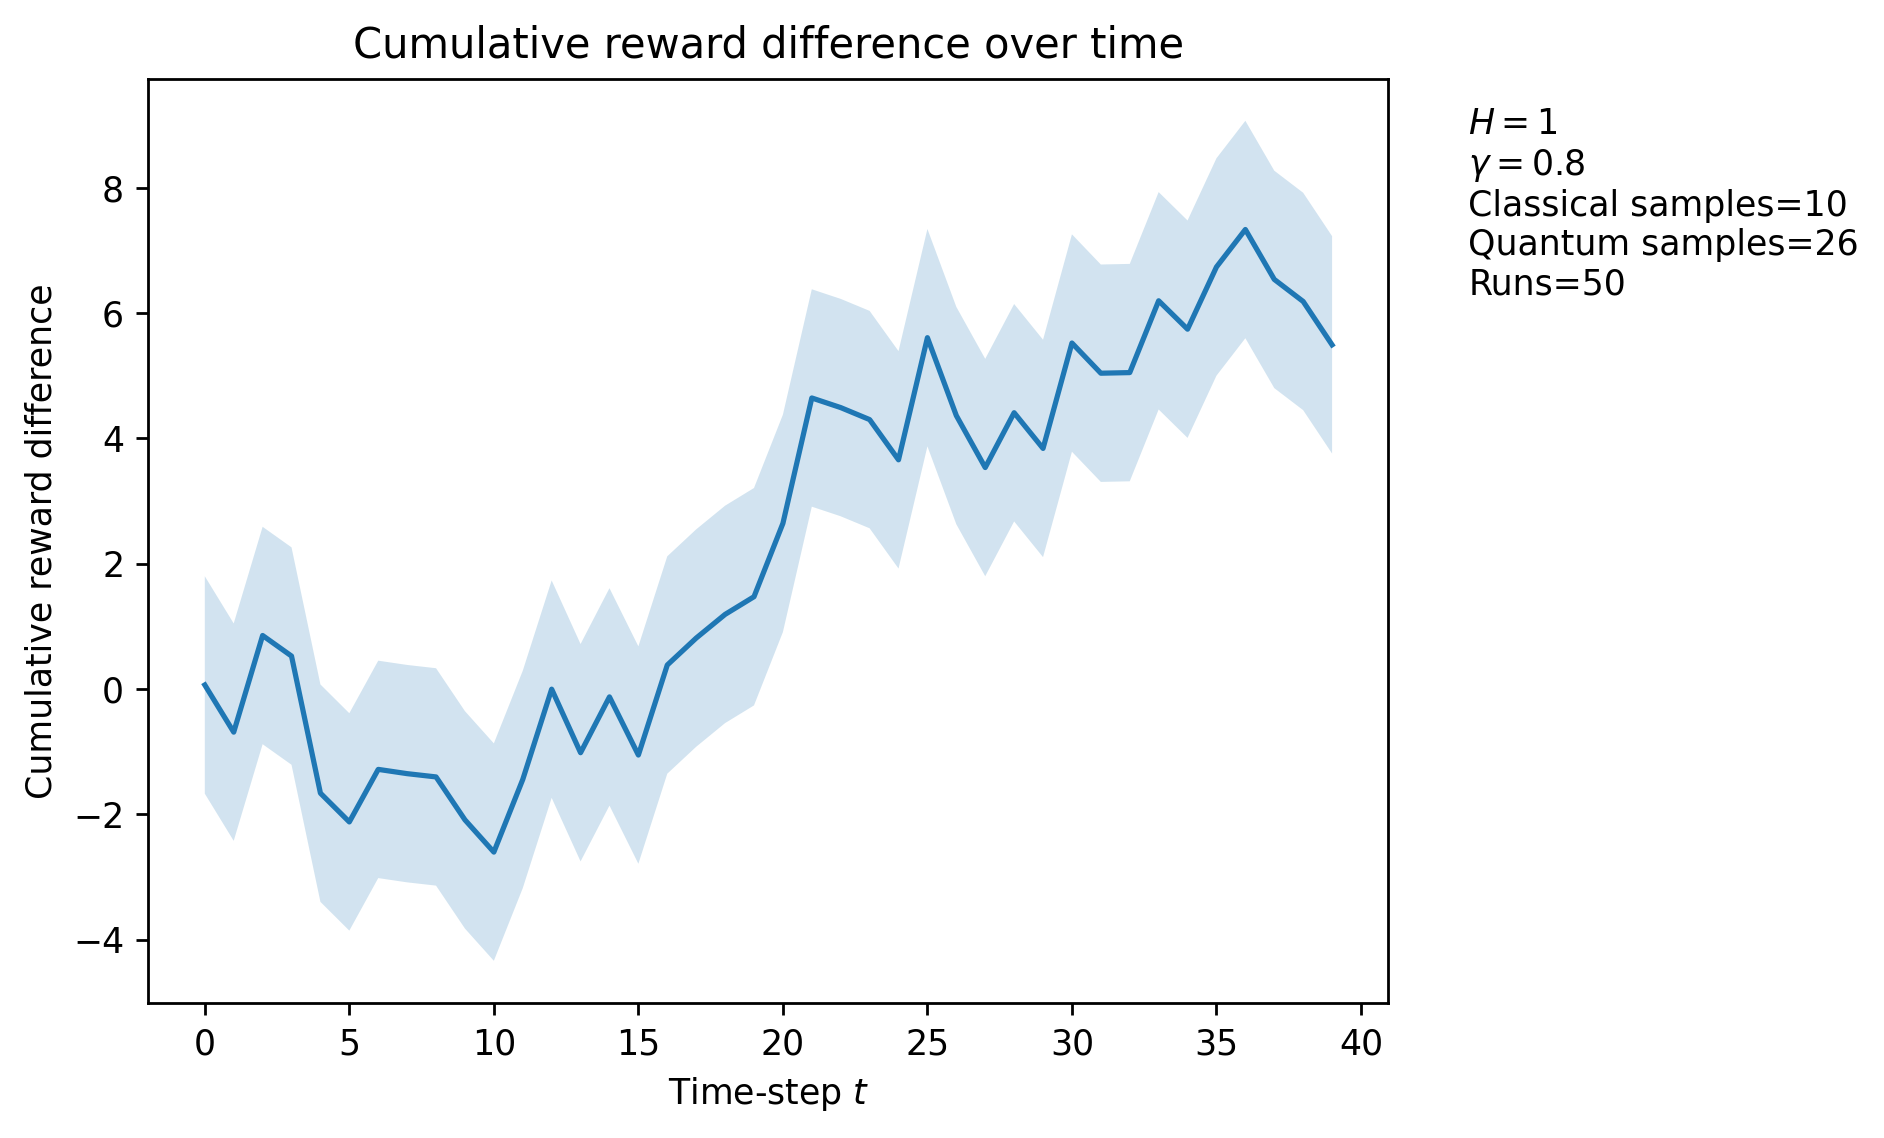 Cumulative reward difference over time
H = 1
γ = 0.8
Classical samples=10
Quantum samples=26
Runs=50
Cumulative reward difference
8
6
4
2
0
−2
−4
0 5 10 15 20 25 30 35 40
Time-step t